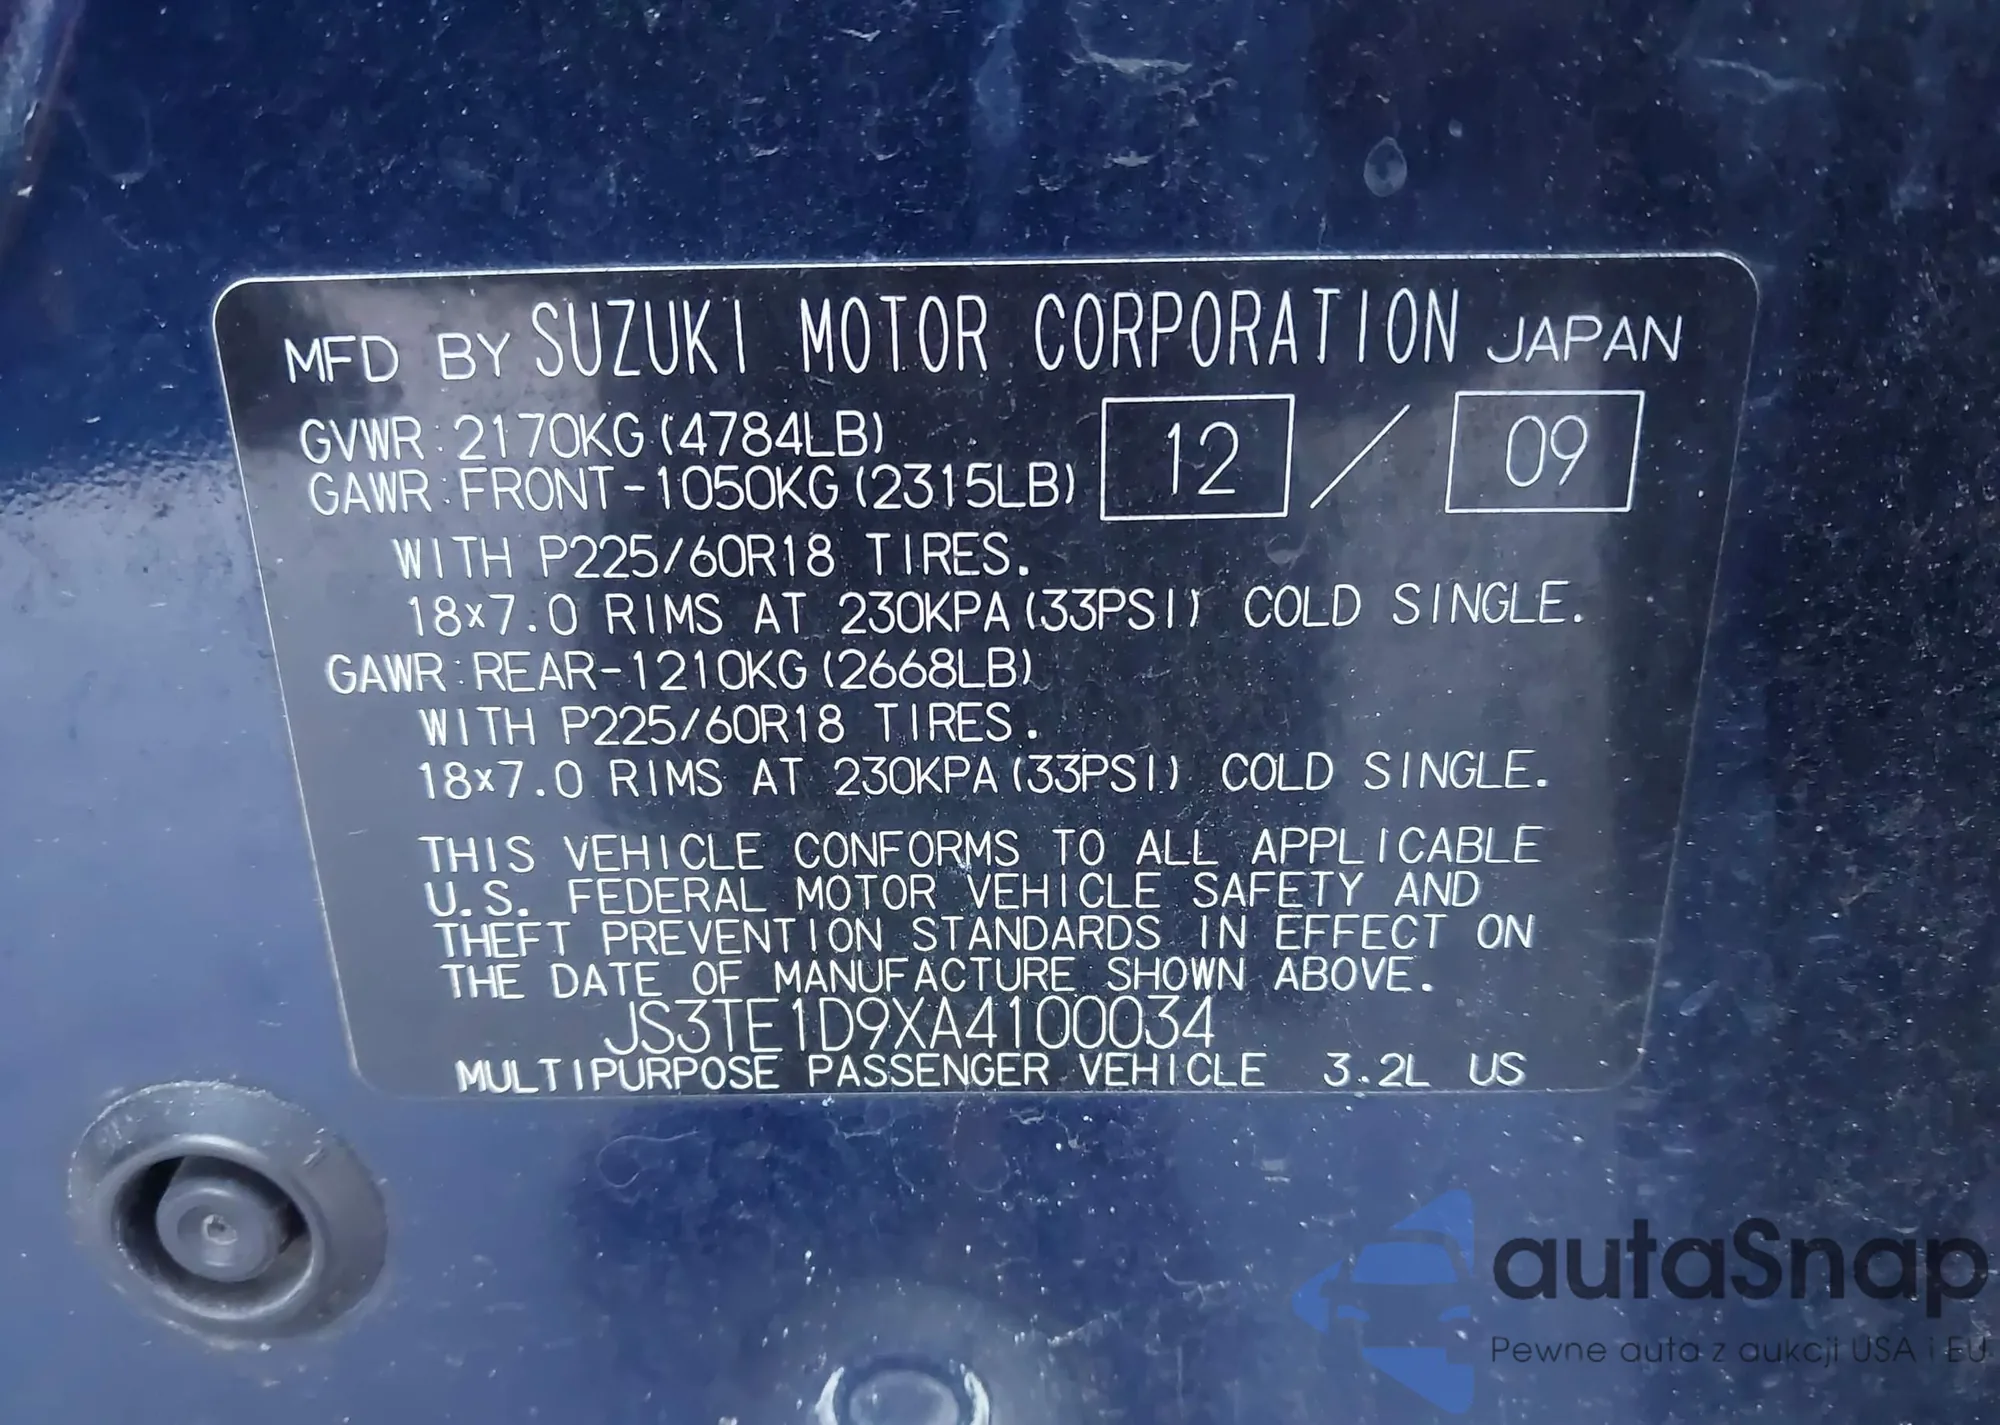 MFD BY SUZUKI MOTOR CORPORATION JAPAN
GVWR:2170KG(4784LB) 12 / 09
GAWR:FRONT-1050KG(2315LB)
WITH P225/60R18 TIRES.
18x7.0 RIMS AT 230KPA(33PSI) COLD SINGLE.
GAWR:REAR-1210KG(2668LB)
WITH P225/60R18 TIRES.
18x7.0 RIMS AT 230KPA(33PSI) COLD SINGLE.
THIS VEHICLE CONFORMS TO ALL APPLICABLE
U.S. FEDERAL MOTOR VEHICLE SAFETY AND
THEFT PREVENTION STANDARDS IN EFFECT ON
THE DATE OF MANUFACTURE SHOWN ABOVE.
JS3TE1D9XA4100034
MULTIPURPOSE PASSENGER VEHICLE 3.2L US
autaSnap
Pewne auta z aukcji USA i EU